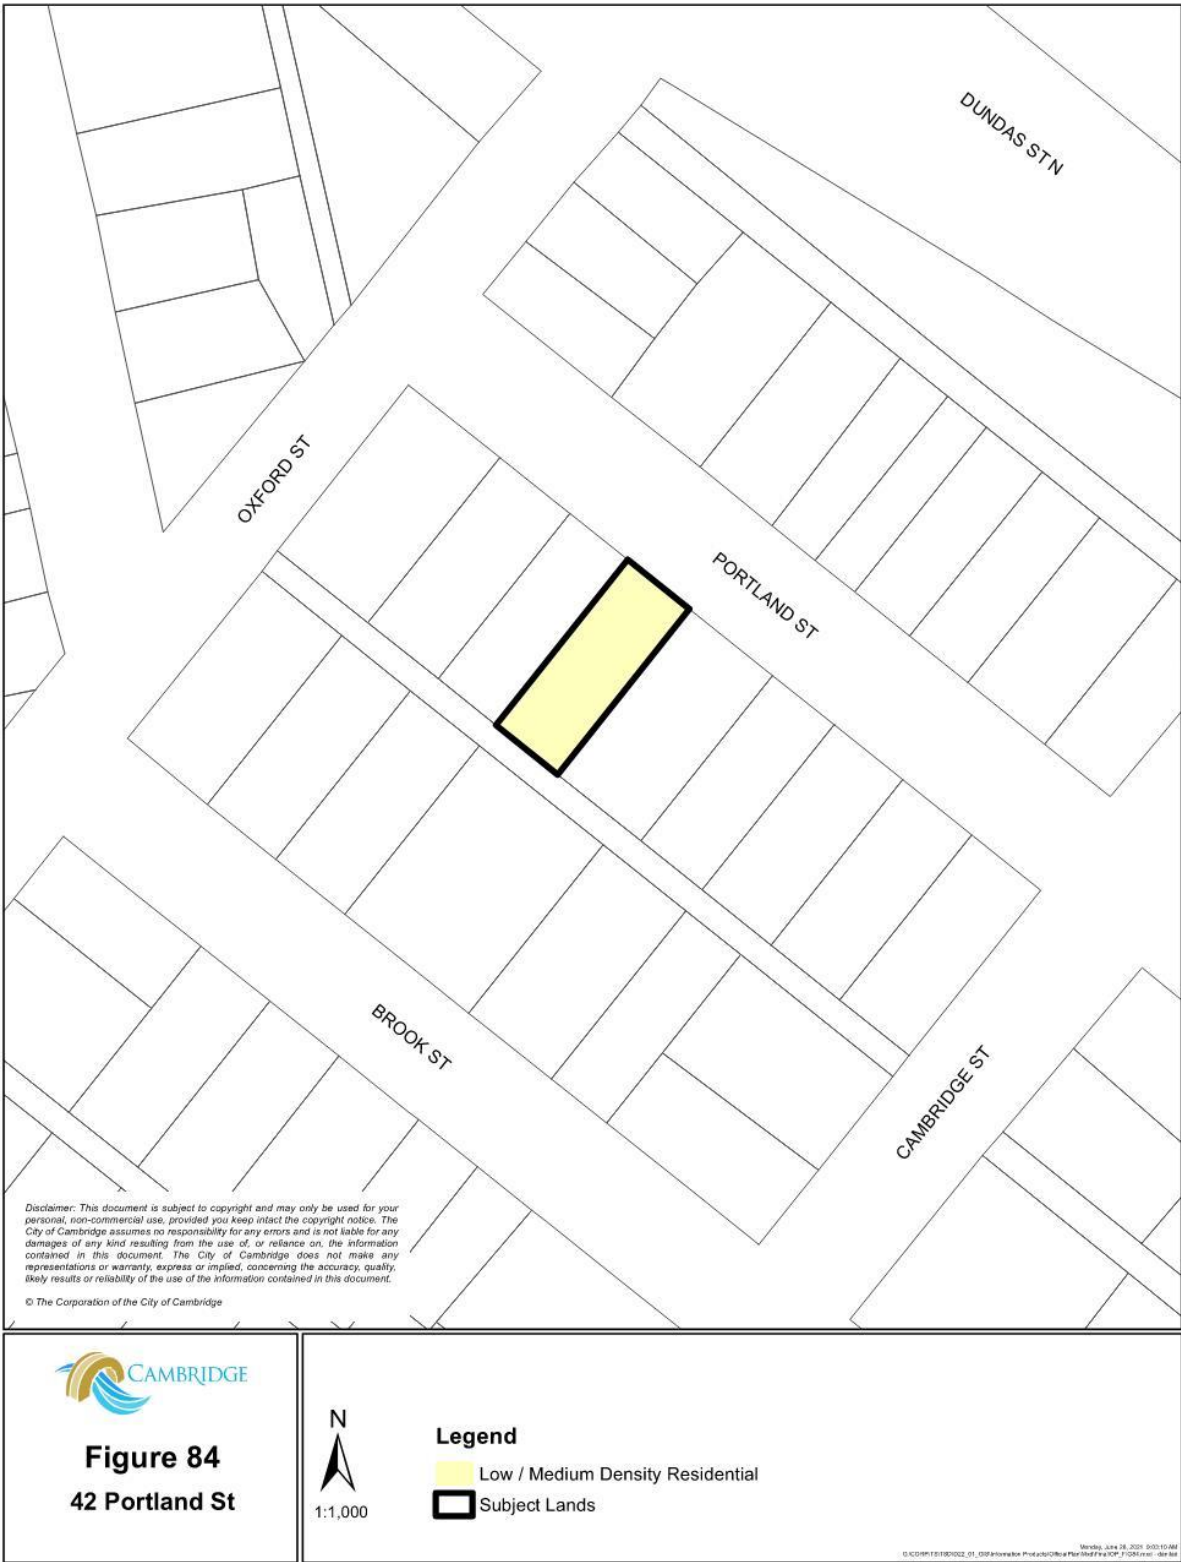 DUNDAS ST N
OXFORD ST
PORTLAND ST
BROOK ST
CAMBRIDGE ST
Disclaimer: This document is subject to copyright and may only be used for your
personal, non-commercial use, provided you keep intact the copyright notice. The
City of Cambridge assumes no responsibility for any errors and is not liable for any
damages of any kind resulting from the use of, or reliance on, the information
contained in this document. The City of Cambridge does not make any
representations or warranty, express or implied, concerning the accuracy, quality,
likely results or reliability of the use of the information contained in this document.
© The Corporation of the City of Cambridge
CAMBRIDGE
Figure 84
42 Portland St
N
1:1,000
Legend
Low / Medium Density Residential
Subject Lands
Monday, June 28, 2021